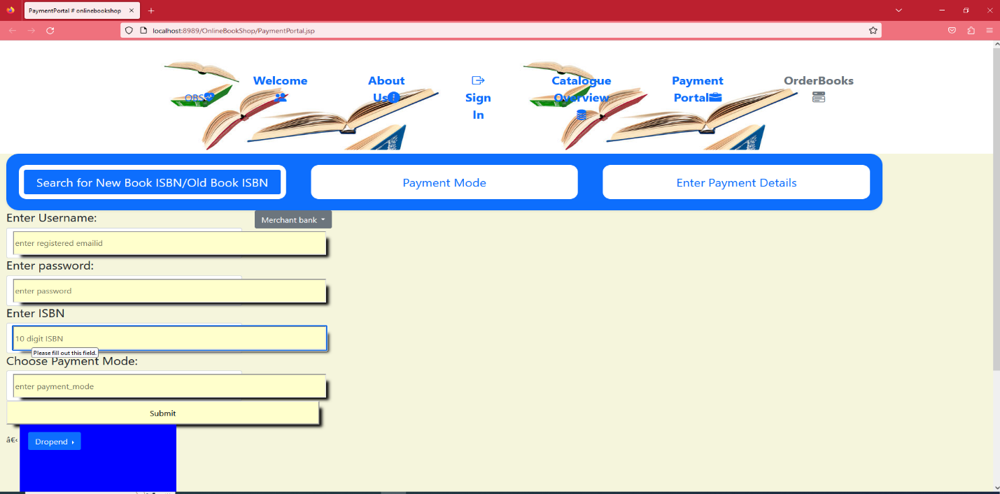 PaymentPortal # onlinebookshop
localhost:8989/OnlineBookShop/PaymentPortal.jsp
OBS
Welcome
About
Us
Sign
In
Catalogue
Overview
Payment
Portal
OrderBooks
Search for New Book ISBN/Old Book ISBN
Payment Mode
Enter Payment Details
Enter Username:
Merchant bank
enter registered emailid
Enter password:
enter password
Enter ISBN
10 digit ISBN
Please fill out this field.
Choose Payment Mode:
enter payment_mode
Submit
â€‹
Dropend